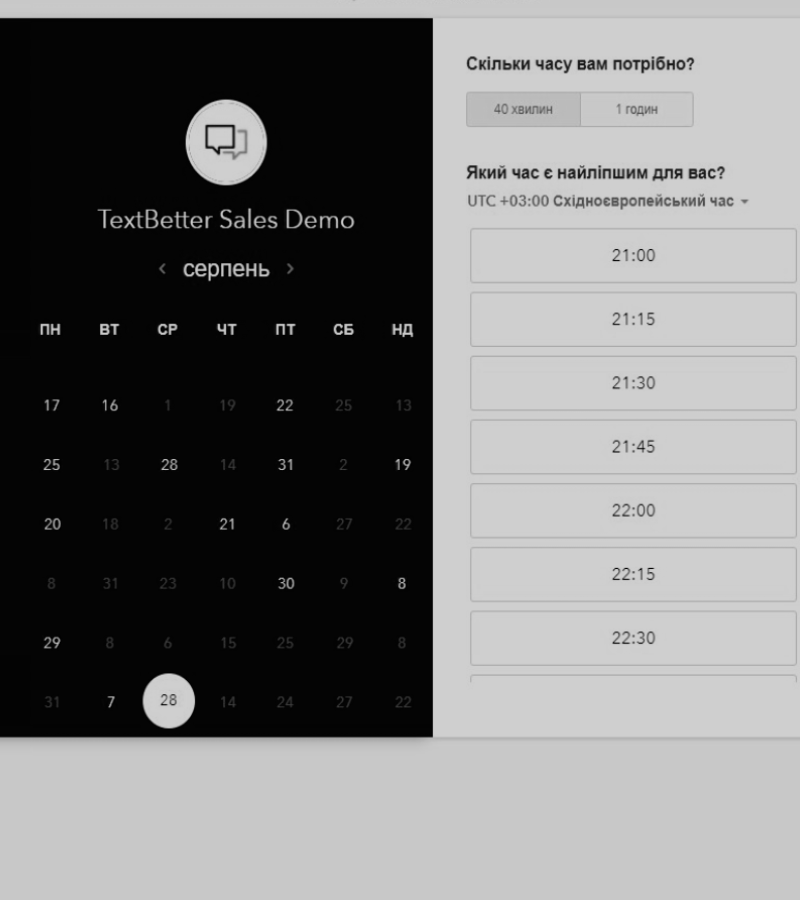 TextBetter Sales Demo
серпень
ПН ВТ СР ЧТ ПТ СБ НД
17 16 1 19 22 25 13
25 13 28 14 31 2 19
20 18 2 21 6 27 22
8 31 23 10 30 9 8
29 8 6 15 25 29 8
31 7 28 14 24 27 22
Скільки часу вам потрібно?
40 хвилин 1 годин
Який час є найліпшим для вас?
UTC +03:00 Східноєвропейський час
21:00
21:15
21:30
21:45
22:00
22:15
22:30